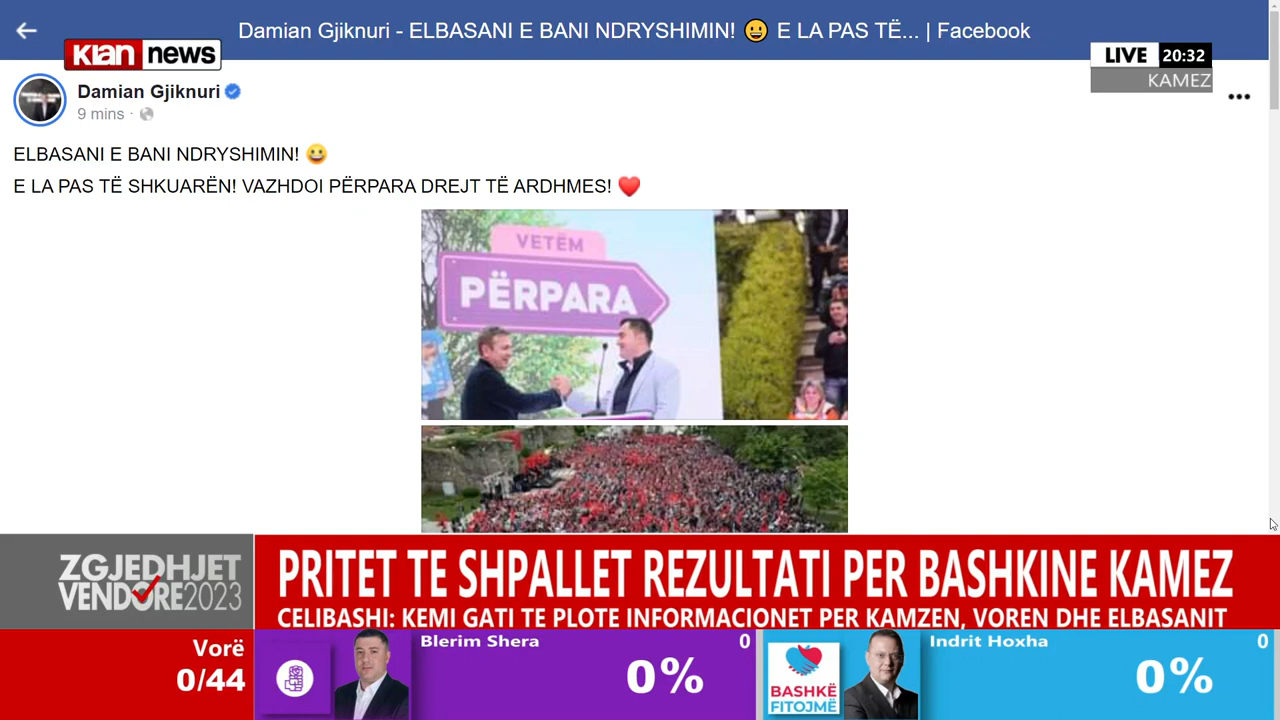 Damian Gjiknuri - ELBASANI E BANI NDRYSHIMIN! 😀 E LA PAS TË... | Facebook
Klan news
LIVE 20:32
KAMEZ
Damian Gjiknuri
9 mins ·
ELBASANI E BANI NDRYSHIMIN! 😀
E LA PAS TË SHKUARËN! VAZHDOI PËRPARA DREJT TË ARDHMES! ❤️
VETËM
PËRPARA
ZGJEDHJET
VENDORE2023
PRITET TE SHPALLET REZULTATI PER BASHKINE KAMEZ
CELIBASHI: KEMI GATI TE PLOTE INFORMACIONET PER KAMZEN, VOREN DHE ELBASANIT
Vorë
0/44
Blerim Shera 0
0%
BASHKË
FITOJMË
Indrit Hoxha 0
0%